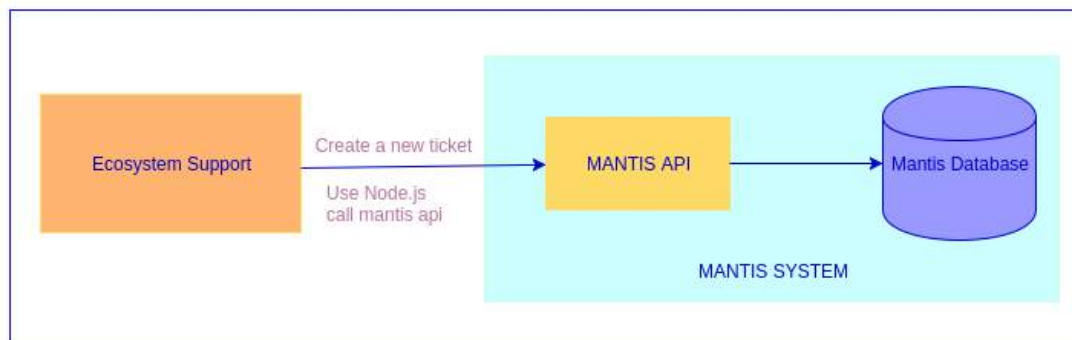 Ecosystem Support
Create a new ticket
Use Node.js
call mantis api
MANTIS API
Mantis Database
MANTIS SYSTEM